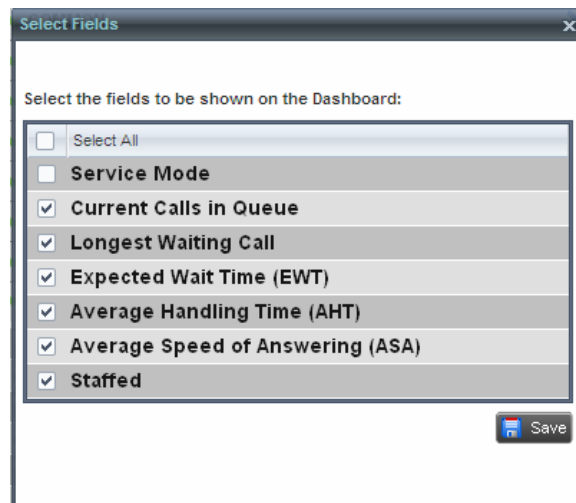 Select Fields
x
Select the fields to be shown on the Dashboard:
Select All
Service Mode
Current Calls in Queue
Longest Waiting Call
Expected Wait Time (EWT)
Average Handling Time (AHT)
Average Speed of Answering (ASA)
Staffed
Save